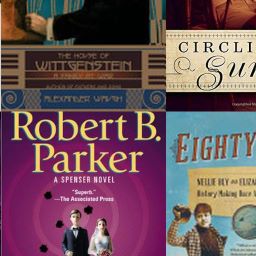 THE HOUSE OF
WITTGENSTEIN
A FAMILY AT WAR
ALEXANDER WAUGH
CIRCLI
Sun
Robert B.
Parker
A SPENSER NOVEL
"Superb."
—The Associated Press
EIGHTY
NELLIE BLY AND ELIZA
History Making Race